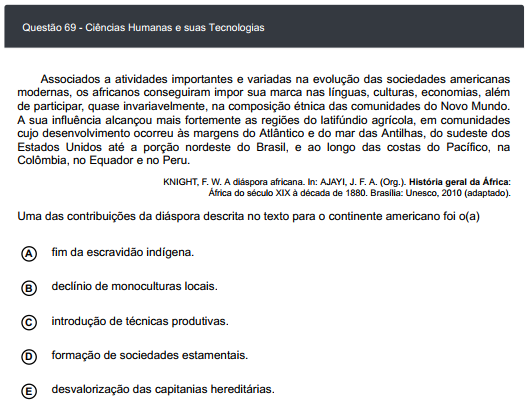 Questão 69 - Ciências Humanas e suas Tecnologias
Associados a atividades importantes e variadas na evolução das sociedades americanas
modernas, os africanos conseguiram impor sua marca nas línguas, culturas, economias, além
de participar, quase invariavelmente, na composição étnica das comunidades do Novo Mundo.
A sua influência alcançou mais fortemente as regiões do latifúndio agrícola, em comunidades
cujo desenvolvimento ocorreu às margens do Atlântico e do mar das Antilhas, do sudeste dos
Estados Unidos até a porção nordeste do Brasil, e ao longo das costas do Pacífico, na
Colômbia, no Equador e no Peru.
KNIGHT, F. W. A diáspora africana. In: AJAYI, J. F. A. (Org.). História geral da África:
África do século XIX à década de 1880. Brasília: Unesco, 2010 (adaptado).
Uma das contribuições da diáspora descrita no texto para o continente americano foi o(a)
A fim da escravidão indígena.
B declínio de monoculturas locais.
C introdução de técnicas produtivas.
D formação de sociedades estamentais.
E desvalorização das capitanias hereditárias.